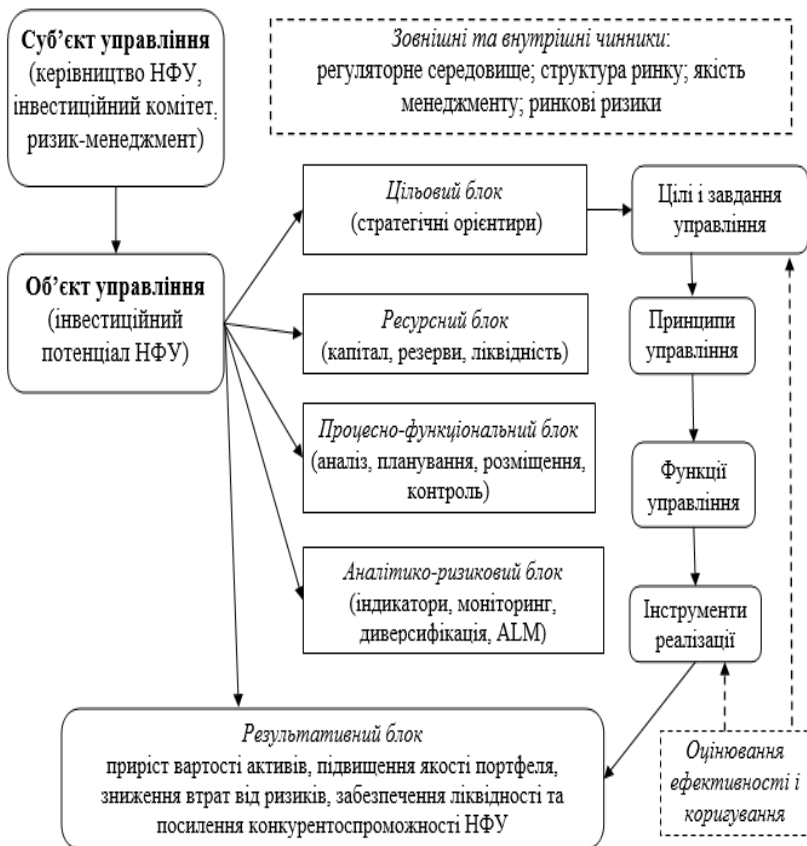 Суб’єкт управління
(керівництво НФУ,
інвестиційний комітет,
ризик-менеджмент)
Зовнішні та внутрішні чинники:
регуляторне середовище; структура ринку; якість
менеджменту; ринкові ризики
Цільовий блок
(стратегічні орієнтири)
Цілі і завдання
управління
Об’єкт управління
(інвестиційний
потенціал НФУ)
Ресурсний блок
(капітал, резерви, ліквідність)
Принципи
управління
Процесно-функціональний блок
(аналіз, планування, розміщення,
контроль)
Функції
управління
Аналітико-ризиковий блок
(індикатори, моніторинг,
диверсифікація, ALM)
Інструменти
реалізації
Результативний блок
приріст вартості активів, підвищення якості портфеля,
зниження втрат від ризиків, забезпечення ліквідності та
посилення конкурентоспроможності НФУ
Оцінювання
ефективності і
коригування